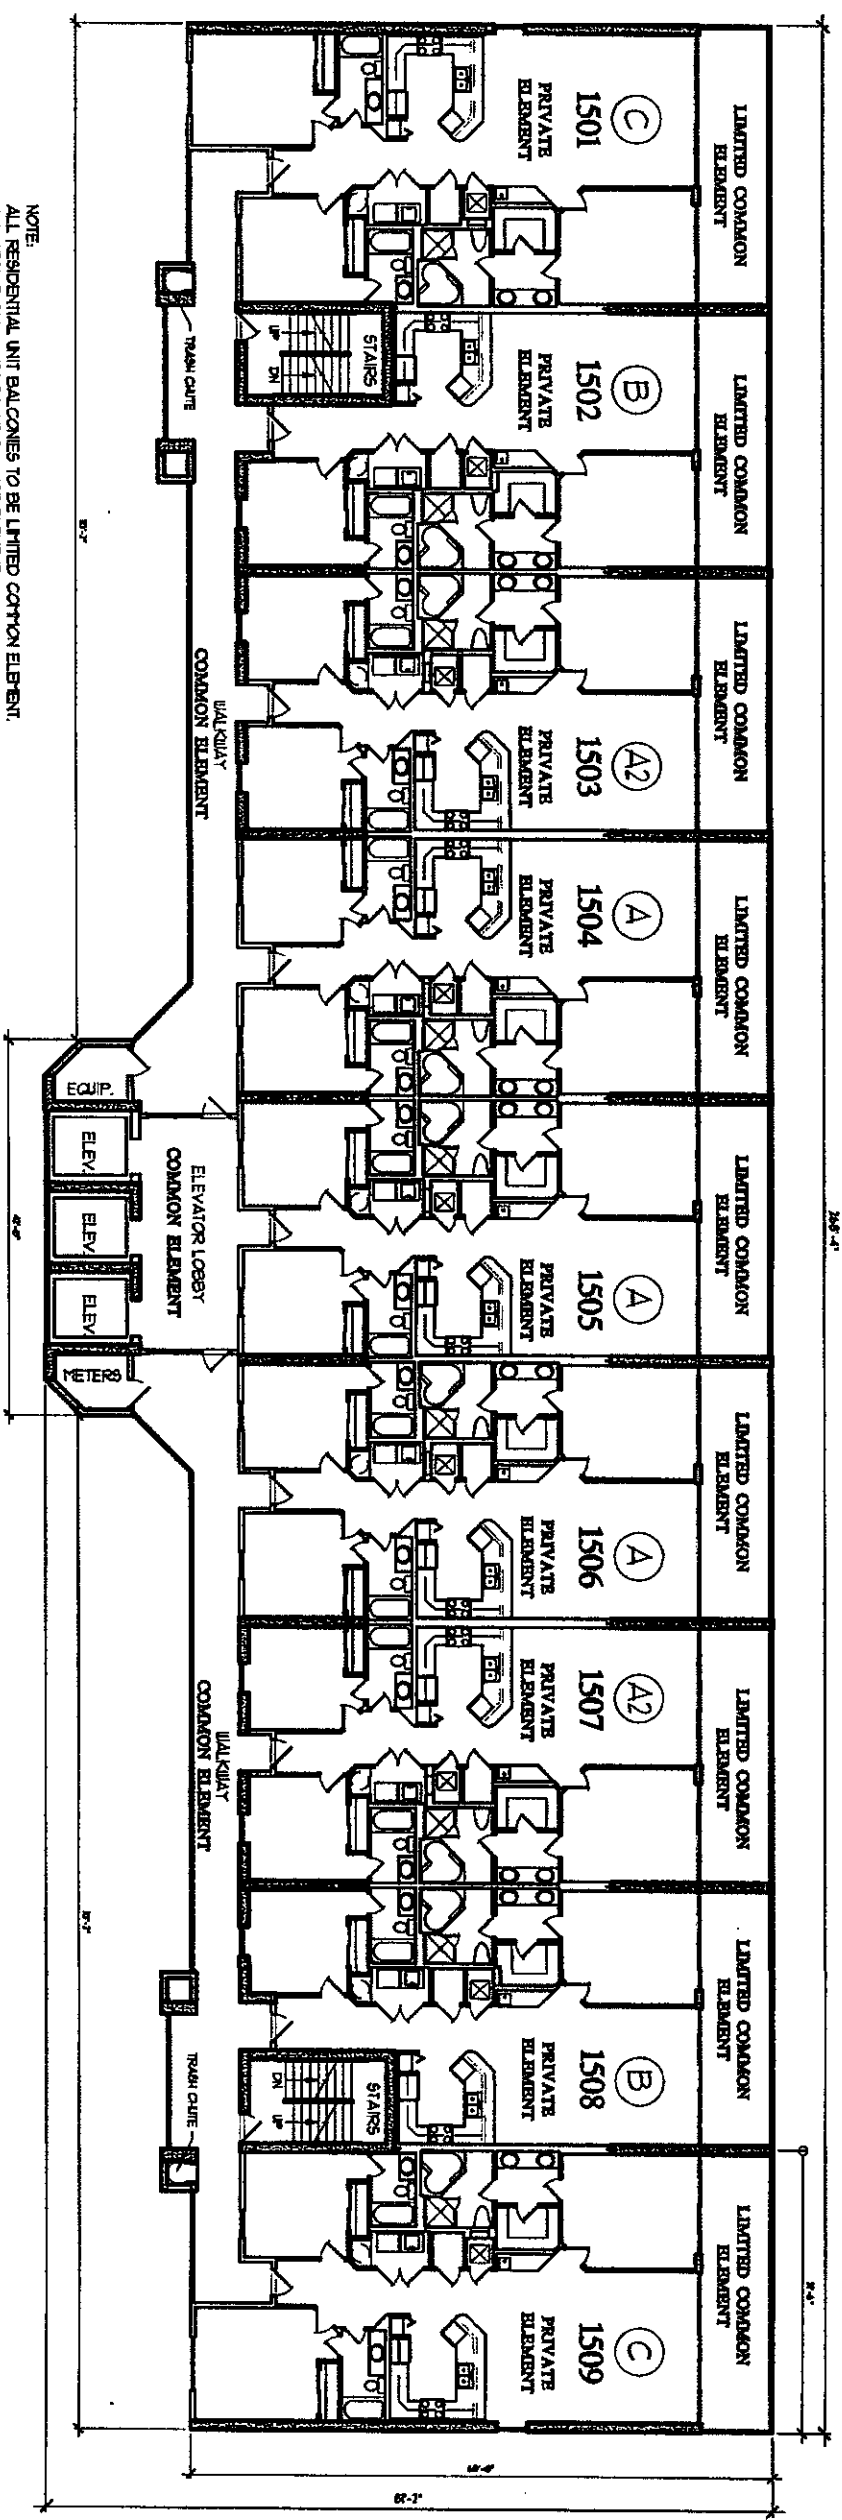 268'-4"
LIMITED COMMON
ELEMENT
LIMITED COMMON
ELEMENT
LIMITED COMMON
ELEMENT
LIMITED COMMON
ELEMENT
LIMITED COMMON
ELEMENT
LIMITED COMMON
ELEMENT
LIMITED COMMON
ELEMENT
LIMITED COMMON
ELEMENT
LIMITED COMMON
ELEMENT
C
1501
PRIVATE
ELEMENT
B
1502
PRIVATE
ELEMENT
A2
1503
PRIVATE
ELEMENT
A
1504
PRIVATE
ELEMENT
A
1505
PRIVATE
ELEMENT
A
1506
PRIVATE
ELEMENT
A2
1507
PRIVATE
ELEMENT
B
1508
PRIVATE
ELEMENT
C
1509
PRIVATE
ELEMENT
STAIRS
UP
DN
STAIRS
DN
UP
TRASH CHUTE
WALKWAY
COMMON ELEMENT
ELEVATOR LOBBY
COMMON ELEMENT
WALKWAY
COMMON ELEMENT
TRASH CHUTE
EQUIP.
ELEV.
ELEV.
ELEV.
METERS
NOTE:
ALL RESIDENTIAL UNIT BALCONIES TO BE LIMITED COMMON ELEMENT.